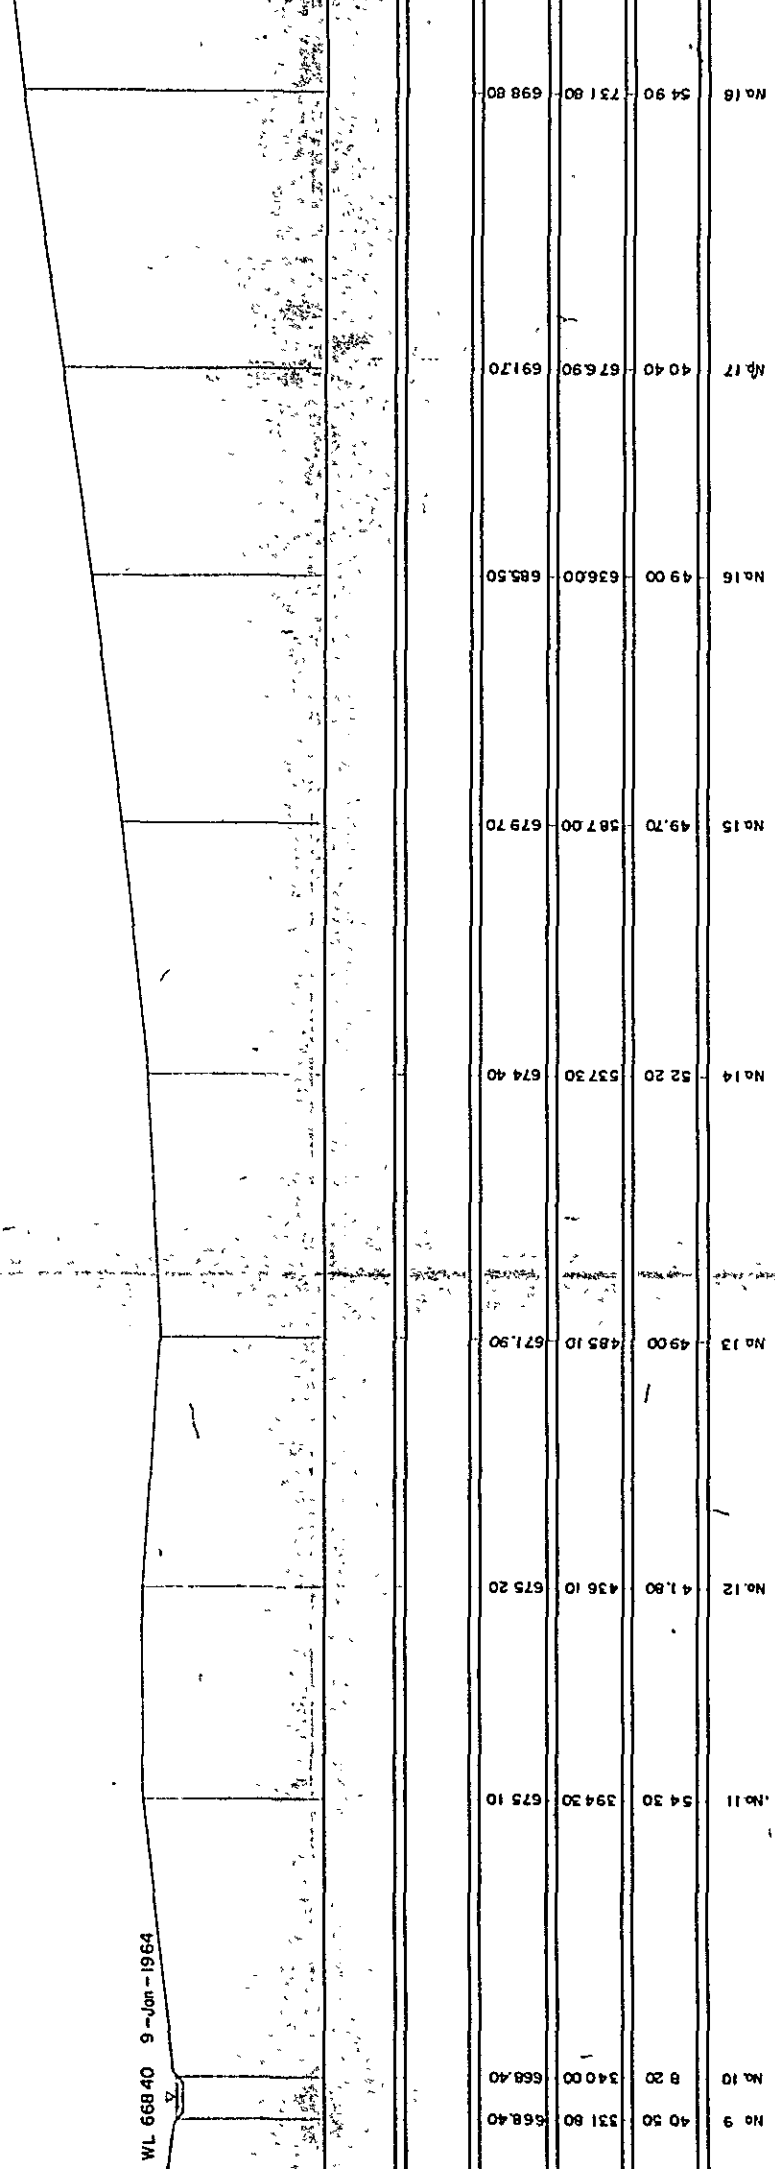 WL 668 40 9-Jan-1964
No 9 40 50 331 80 668.40
No. 10 8 20 340 00 668.40
No 11 54 30 394 30 675 10
No. 12 41.80 436 10 675 20
No 13 49 00 485 10 671.90
No 14 52 20 537 30 674 40
No 15 49.70 587 00 679 70
No. 16 49 00 636.00 685.50
No. 17 40 40 676.90 691.70
No. 18 54 90 731 80 698 80